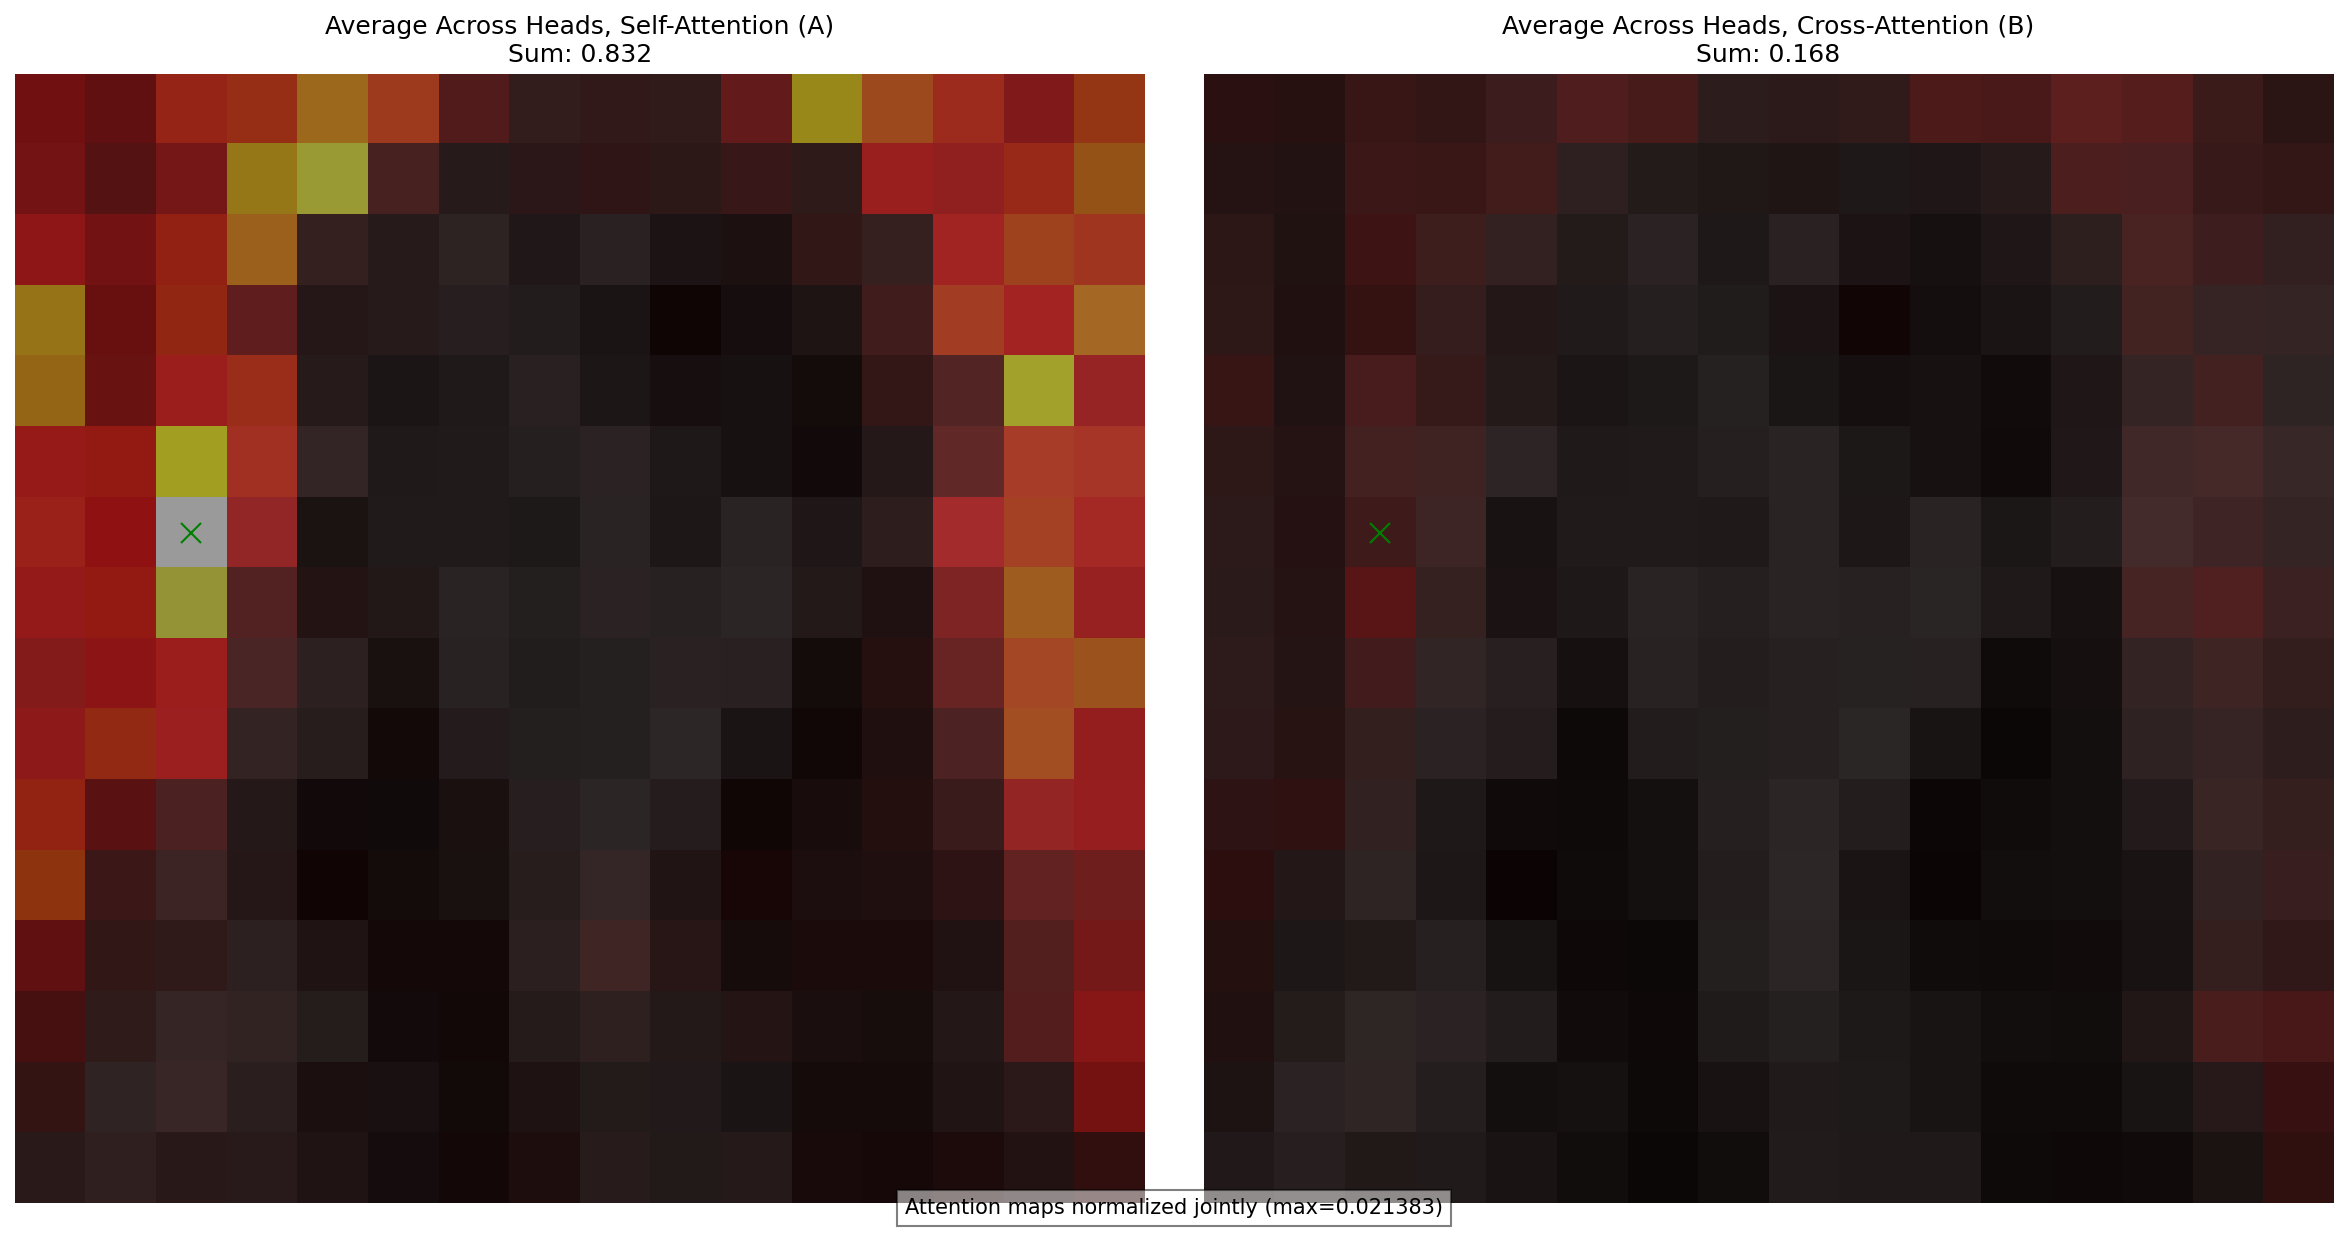 Average Across Heads, Self-Attention (A)
Sum: 0.832
Average Across Heads, Cross-Attention (B)
Sum: 0.168
Attention maps normalized jointly (max=0.021383)